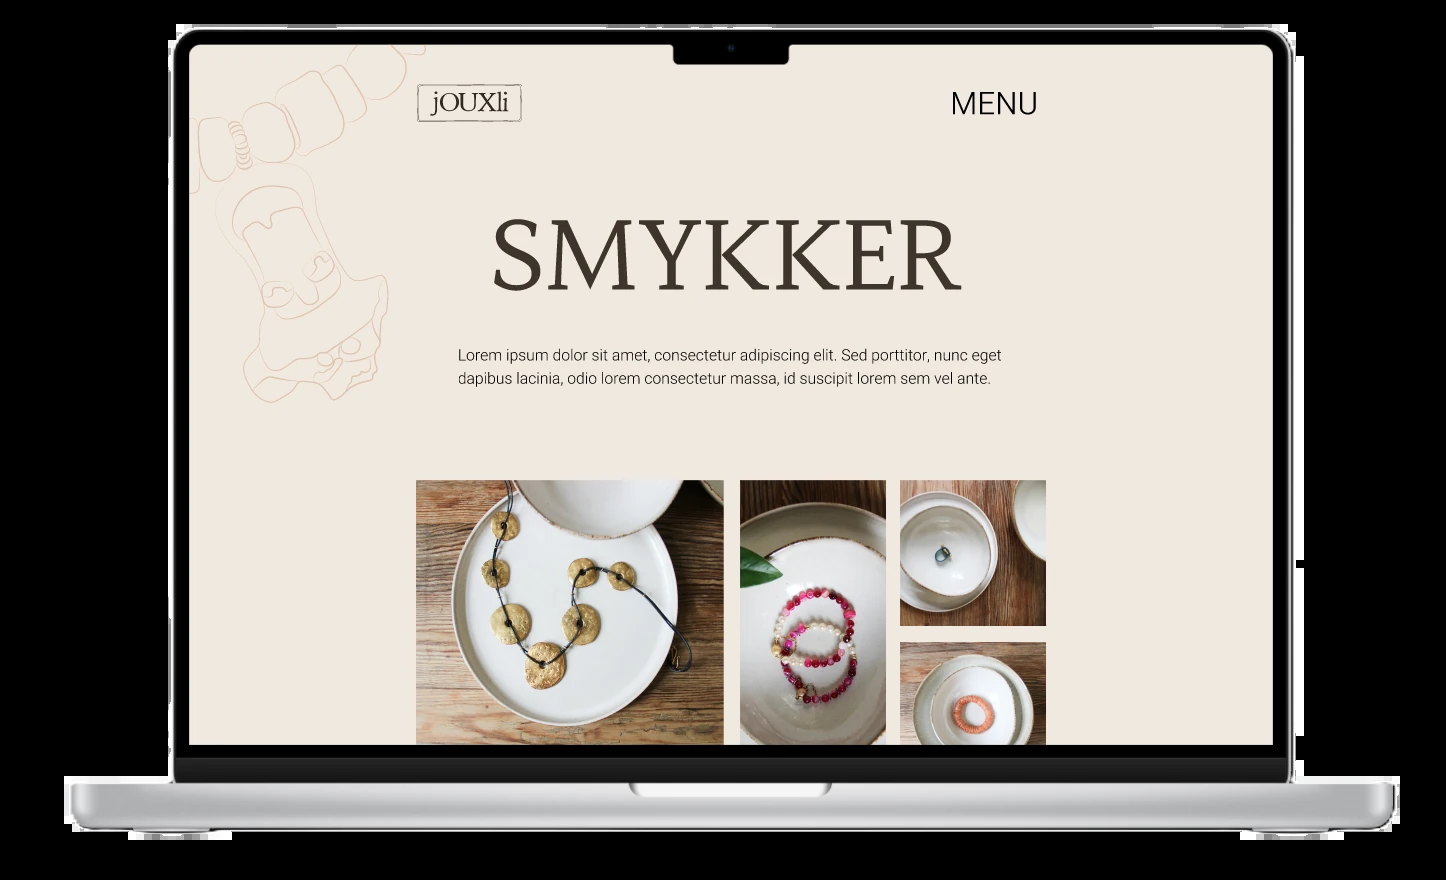 jOUXli
MENU
SMYKKER
Lorem ipsum dolor sit amet, consectetur adipiscing elit. Sed porttitor, nunc eget
dapibus lacinia, odio lorem consectetur massa, id suscipit lorem sem vel ante.